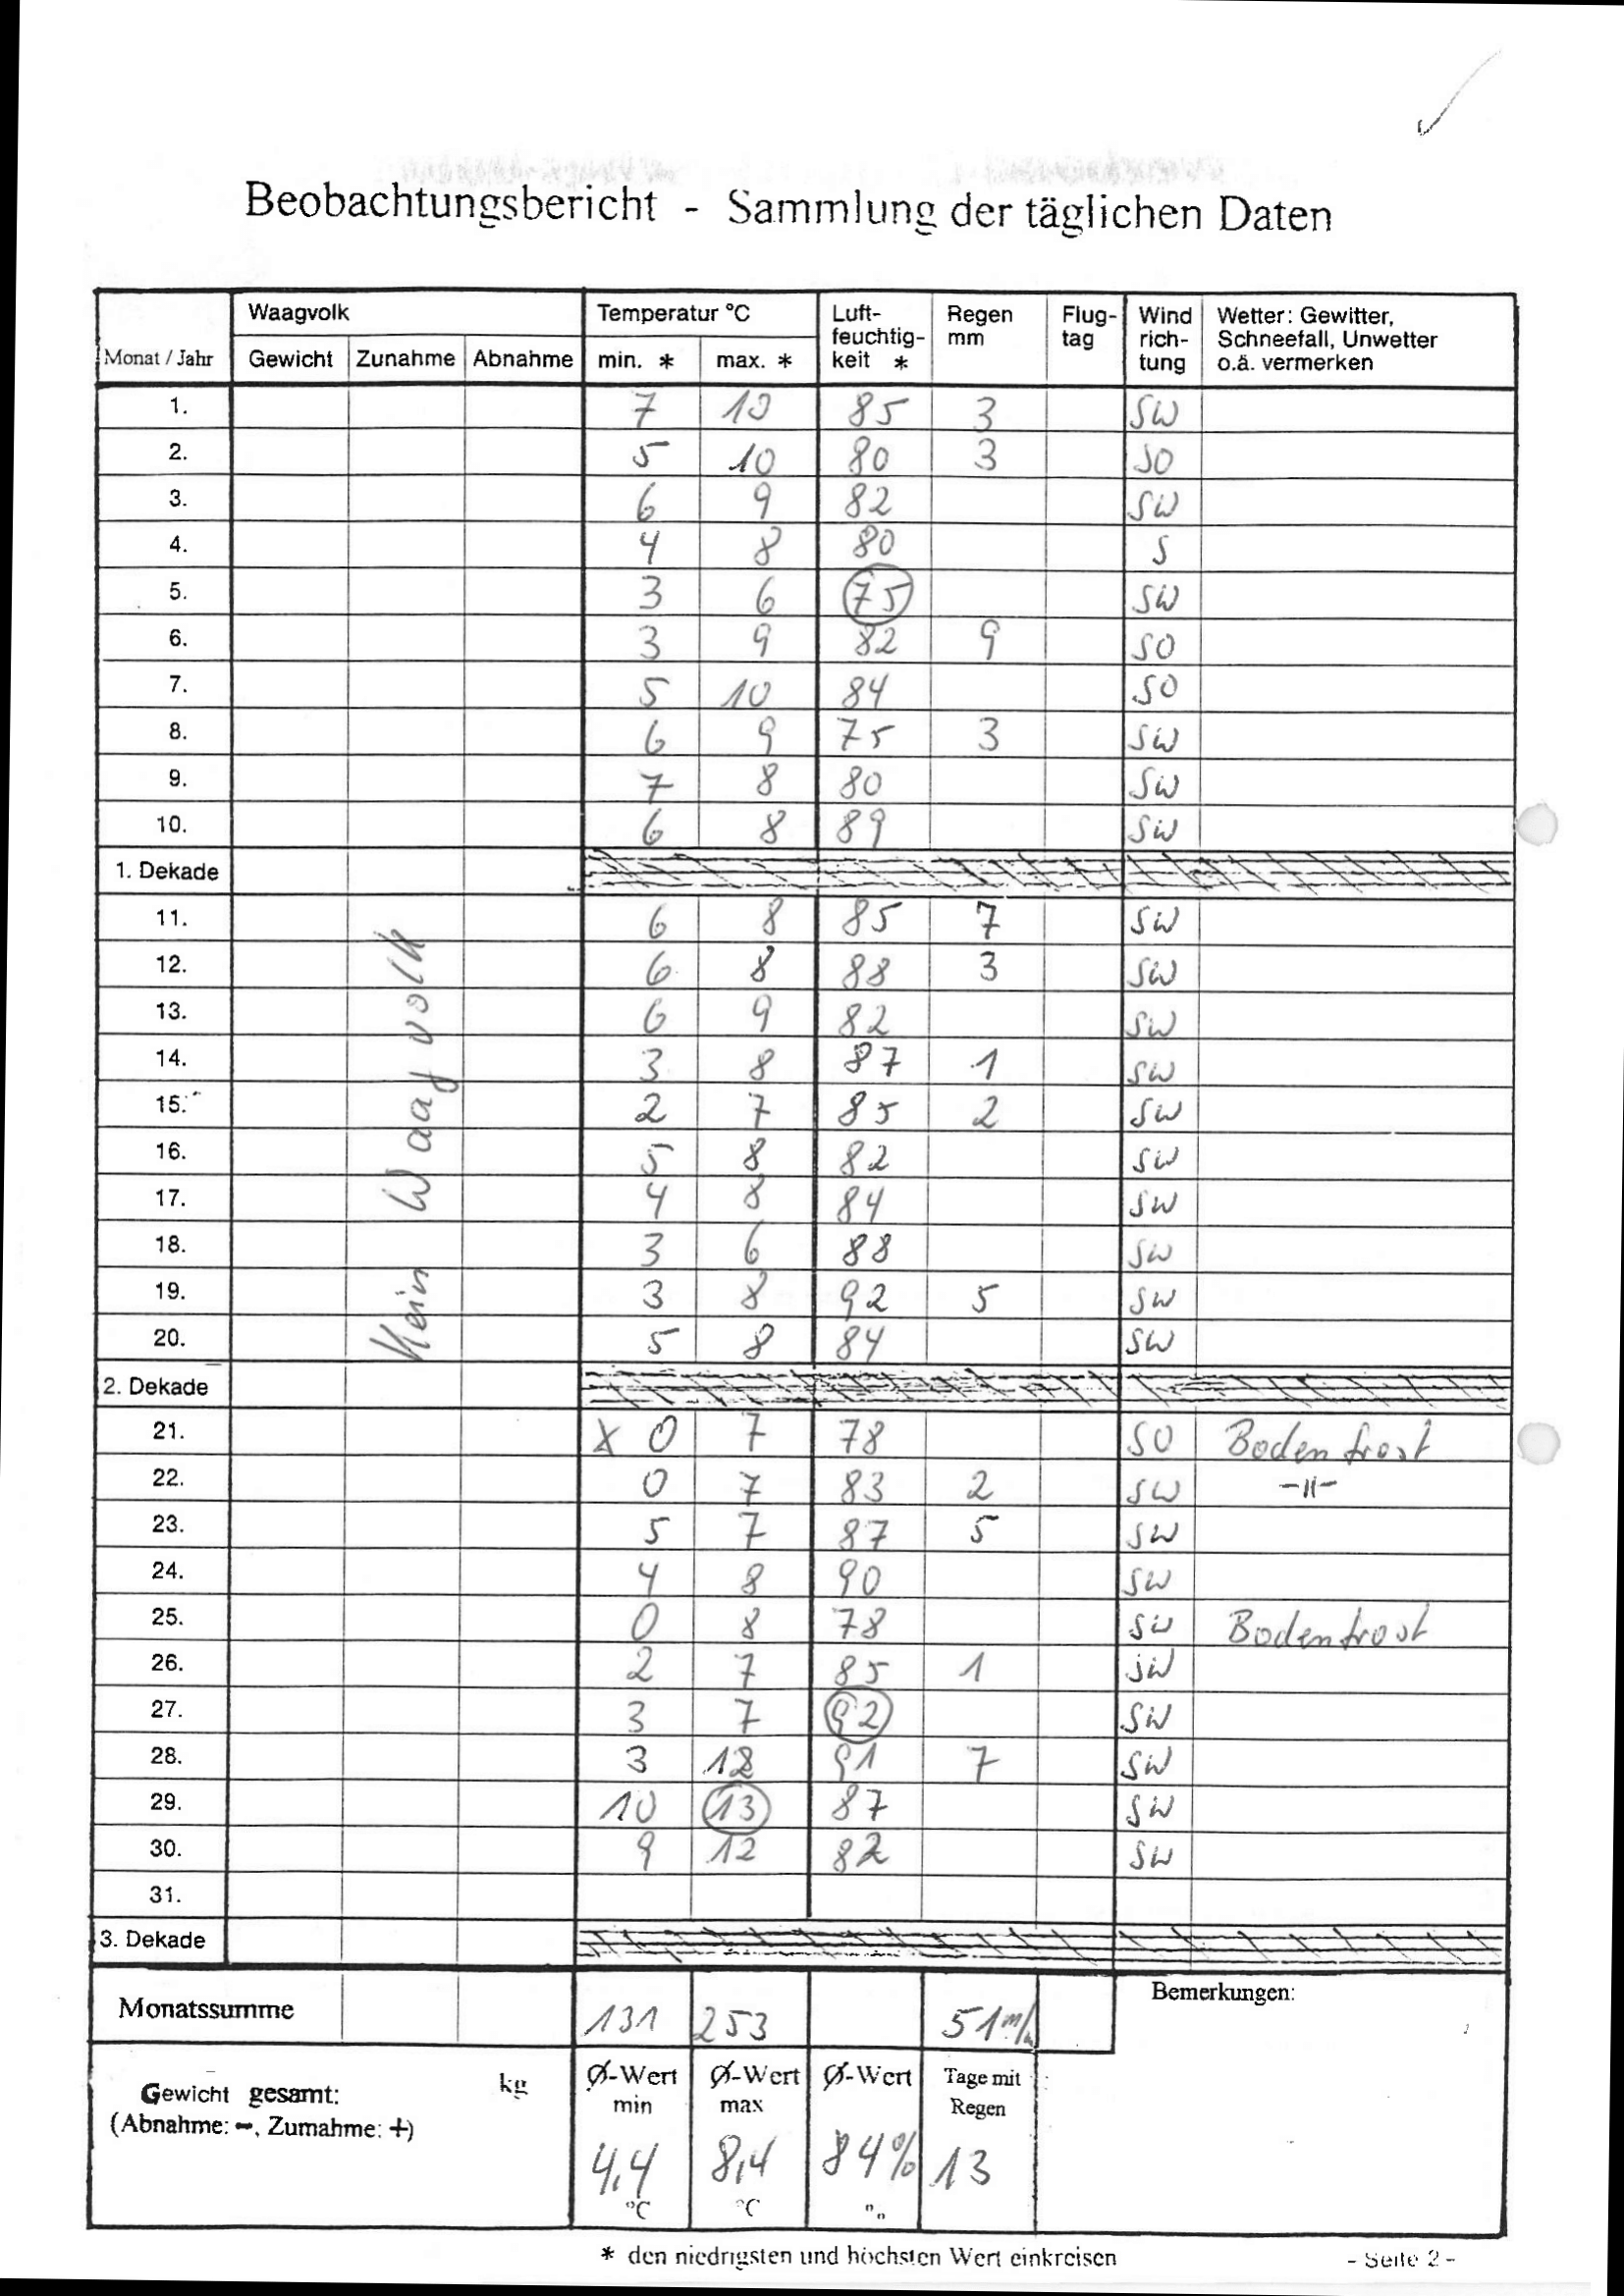 Beobachtungsbericht - Sammlung der täglichen Daten
Monat / Jahr Waagvolk Temperatur °C Luft-feuchtig-keit * Regen mm Flug-tag Wind rich-tung Wetter: Gewitter, Schneefall, Unwetter o.ä. vermerken
Gewicht Zunahme Abnahme min. * max. *
1. 7 10 85 3 SW
2. 5 10 80 3 SO
3. 6 9 82 SW
4. 4 8 80 S
5. 3 6 75 SW
6. 3 9 82 9 SO
7. 5 10 84 SO
8. 6 9 75 3 SW
9. 7 8 80 SW
10. 6 8 89 SW
1. Dekade
Kein Waagvolk
11. 6 8 85 7 SW
12. 6 8 88 3 SW
13. 6 9 82 SW
14. 3 8 87 1 SW
15. 2 7 85 2 SW
16. 5 8 82 SW
17. 4 8 84 SW
18. 3 6 88 SW
19. 3 8 92 5 SW
20. 5 8 84 SW
2. Dekade
21. x 0 7 78 SO Bodenfrost
22. 0 7 83 2 SW -"-
23. 5 7 87 5 SW
24. 4 8 90 SW
25. 0 8 78 SW Bodenfrost
26. 2 7 85 1 SW
27. 3 7 92 SW
28. 3 12 91 7 SW
29. 10 13 87 SW
30. 9 12 82 SW
31.
3. Dekade
Monatssumme 131 253 51 m/m Bemerkungen:
Gewicht gesamt: kg
(Abnahme: -, Zumahme: +)
Ø-Wert min Ø-Wert max Ø-Wert Tage mit Regen
4,4 8,4 84% 13
°C °C
* den niedrigsten und höchsten Wert einkreisen
- Seite 2 -